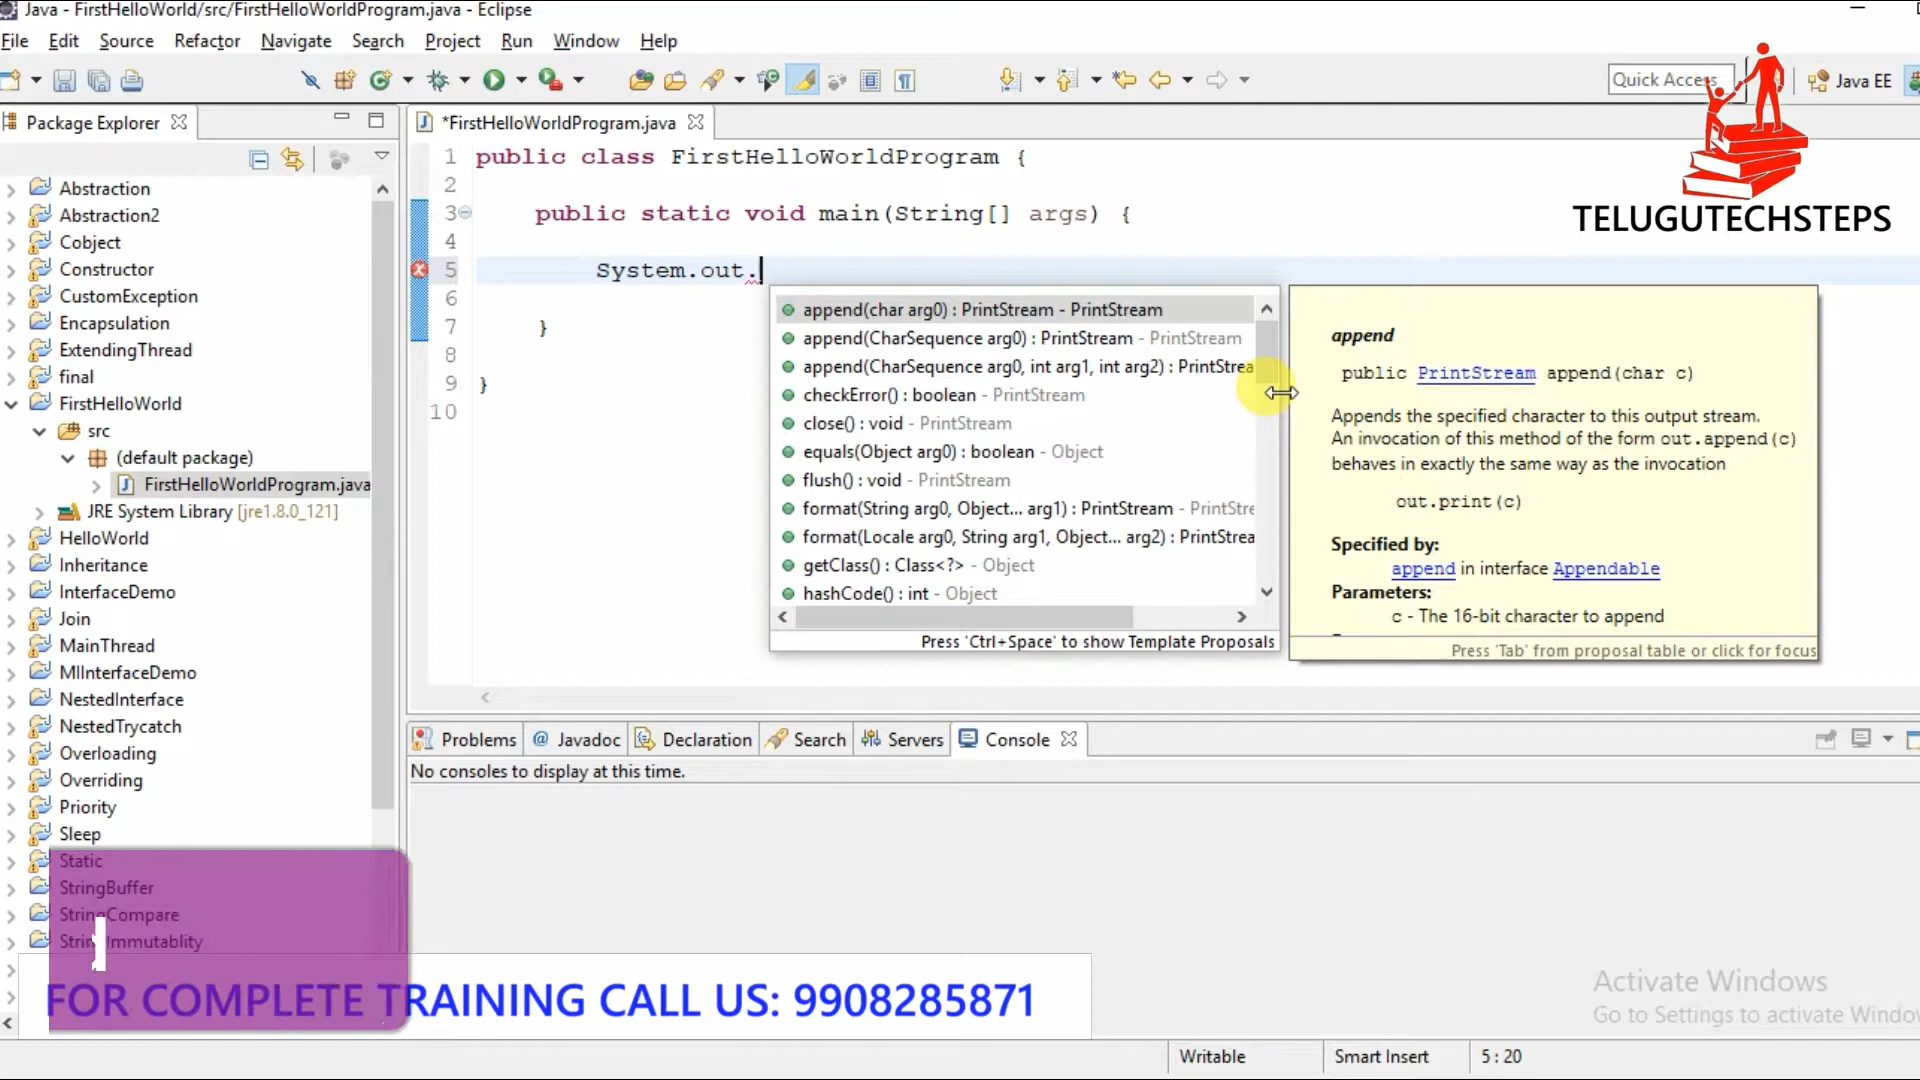 Java - FirstHelloWorld/src/FirstHelloWorldProgram.java - Eclipse
File Edit Source Refactor Navigate Search Project Run Window Help
Quick Access
Java EE
TELUGUTECHSTEPS
Package Explorer
Abstraction
Abstraction2
Cobject
Constructor
CustomException
Encapsulation
ExtendingThread
final
FirstHelloWorld
src
(default package)
FirstHelloWorldProgram.java
JRE System Library [jre1.8.0_121]
HelloWorld
Inheritance
InterfaceDemo
Join
MainThread
MIInterfaceDemo
NestedInterface
NestedTrycatch
Overloading
Overriding
Priority
Sleep
Static
StringBuffer
StringCompare
*FirstHelloWorldProgram.java
1 public class FirstHelloWorldProgram {
2
3 public static void main(String[] args) {
4
5 System.out.
6
7 }
8
9 }
10
append(char arg0) : PrintStream - PrintStream
append(CharSequence arg0) : PrintStream - PrintStream
append(CharSequence arg0, int arg1, int arg2) : PrintStrea
checkError() : boolean - PrintStream
close() : void - PrintStream
equals(Object arg0) : boolean - Object
flush() : void - PrintStream
format(String arg0, Object... arg1) : PrintStream - PrintStre
format(Locale arg0, String arg1, Object... arg2) : PrintStrea
getClass() : Class<?> - Object
hashCode() : int - Object
Press 'Ctrl+Space' to show Template Proposals
append
public PrintStream append(char c)
Appends the specified character to this output stream.
An invocation of this method of the form out.append(c)
behaves in exactly the same way as the invocation
out.print(c)
Specified by:
append in interface Appendable
Parameters:
c - The 16-bit character to append
Press 'Tab' from proposal table or click for focus
Problems Javadoc Declaration Search Servers Console
No consoles to display at this time.
FOR COMPLETE TRAINING CALL US: 9908285871
Activate Windows
Go to Settings to activate Windo
Writable Smart Insert 5 : 20